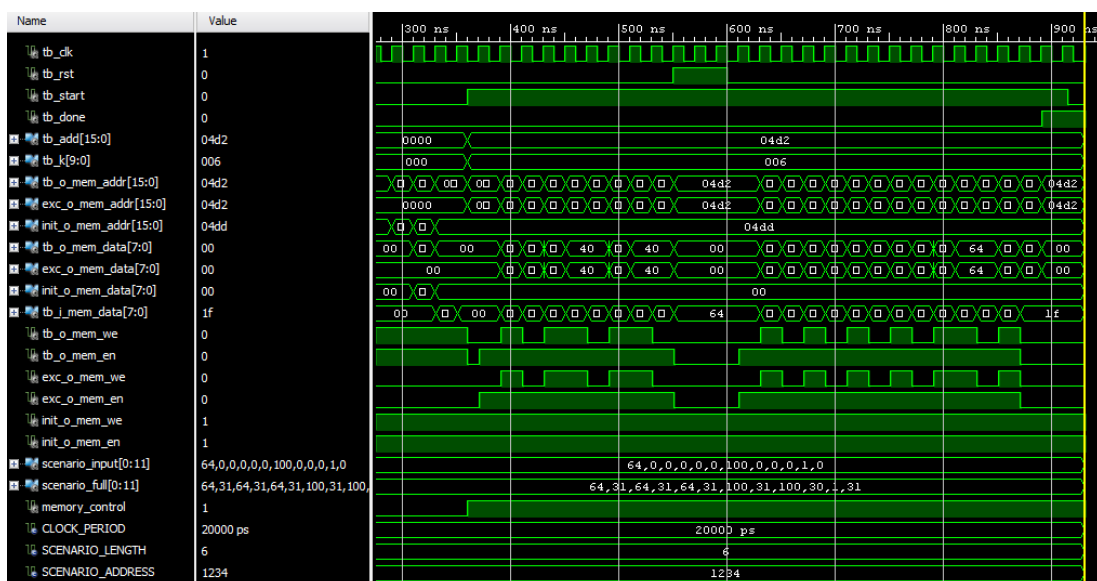 Name Value
300 ns 400 ns 500 ns 600 ns 700 ns 800 ns 900 ns
tb_clk 1
tb_rst 0
tb_start 0
tb_done 0
tb_add[15:0] 04d2 0000 04d2
tb_k[9:0] 006 000 006
tb_o_mem_addr[15:0] 04d2 00 00 04d2 04d2
exc_o_mem_addr[15:0] 04d2 0000 00 04d2 04d2
init_o_mem_addr[15:0] 04dd 04dd
tb_o_mem_data[7:0] 00 00 00 40 40 00 64 00
exc_o_mem_data[7:0] 00 00 40 40 00 64 00
init_o_mem_data[7:0] 00 00 00
tb_i_mem_data[7:0] 1f 00 00 64 1f
tb_o_mem_we 0
tb_o_mem_en 0
exc_o_mem_we 0
exc_o_mem_en 0
init_o_mem_we 1
init_o_mem_en 1
scenario_input[0:11] 64,0,0,0,0,0,100,0,0,0,1,0 64,0,0,0,0,0,100,0,0,0,1,0
scenario_full[0:11] 64,31,64,31,64,31,100,31,100, 64,31,64,31,64,31,100,31,100,30,1,31
memory_control 1
CLOCK_PERIOD 20000 ps 20000 ps
SCENARIO_LENGTH 6 6
SCENARIO_ADDRESS 1234 1234